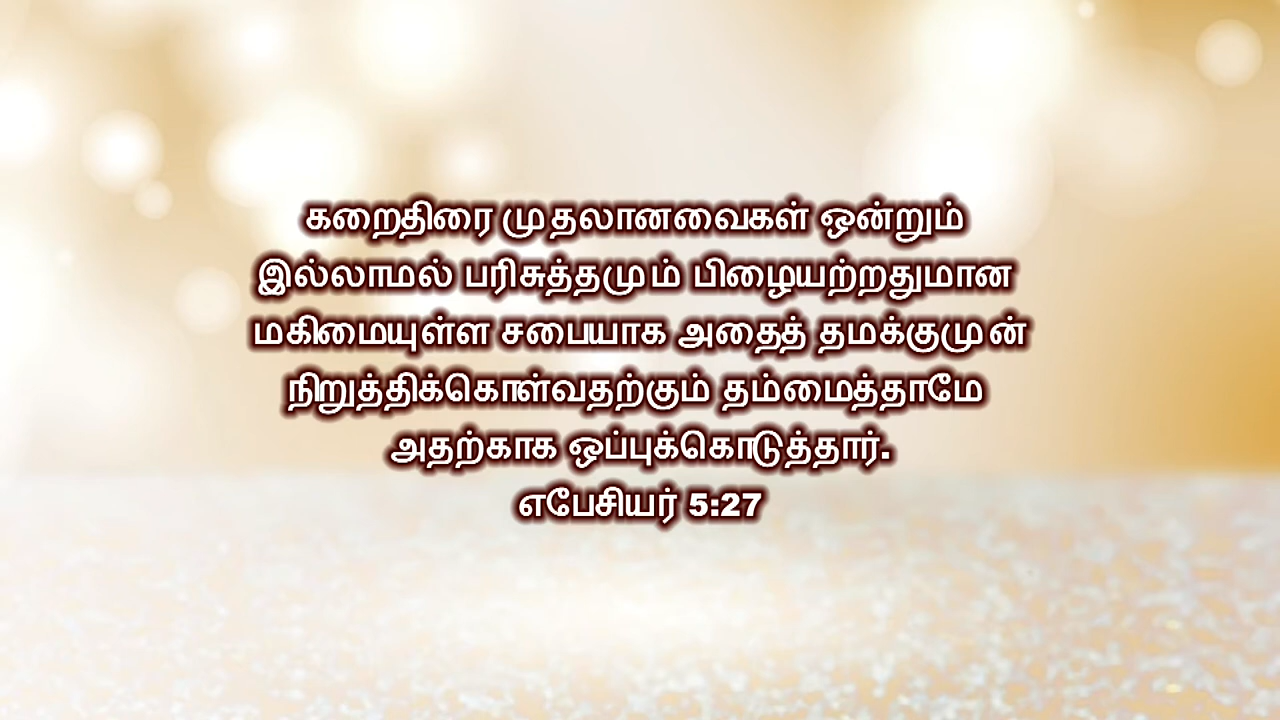 கறைதிரை முதலானவைகள் ஒன்றும்
இல்லாமல் பரிசுத்தமும் பிழையற்றதுமான
மகிமையுள்ள சபையாக அதைத் தமக்குமுன்
நிறுத்திக்கொள்வதற்கும் தம்மைத்தாமே
அதற்காக ஒப்புக்கொடுத்தார்.
எபேசியர் 5:27